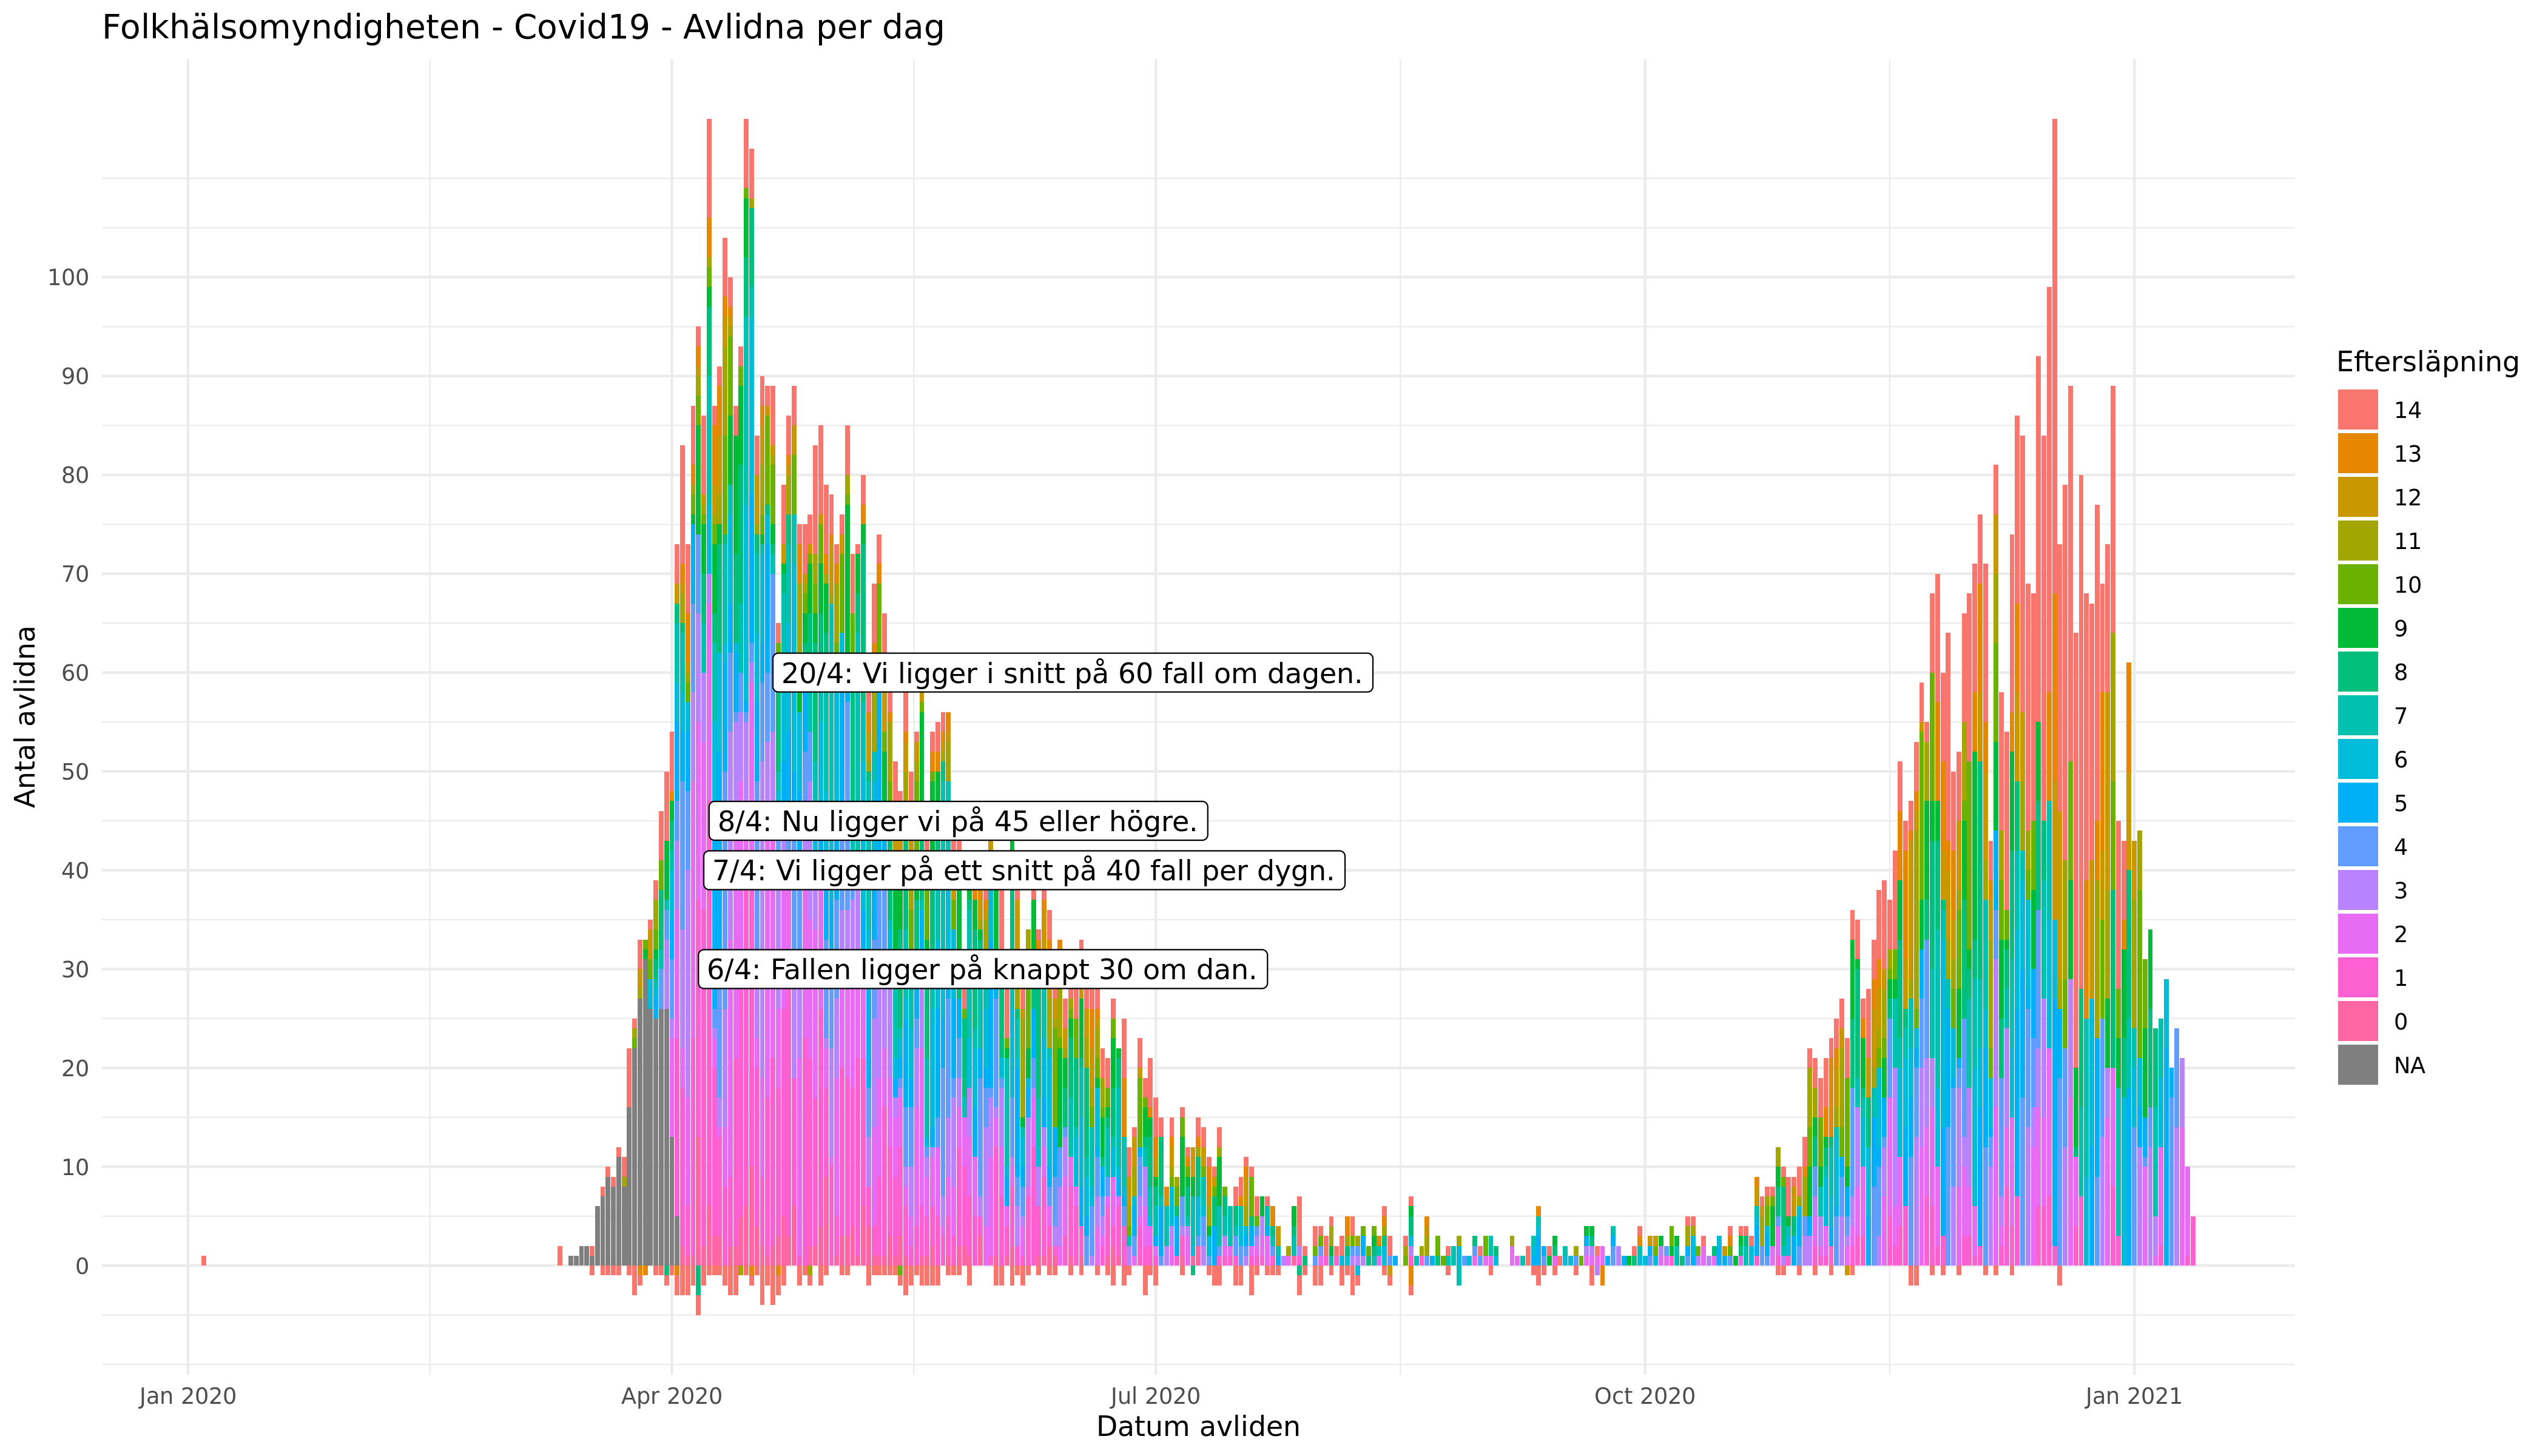 Folkhälsomyndigheten - Covid19 - Avlidna per dag
Antal avlidna
100
90
80
70
60
50
40
30
20
10
0
20/4: Vi ligger i snitt på 60 fall om dagen.
8/4: Nu ligger vi på 45 eller högre.
7/4: Vi ligger på ett snitt på 40 fall per dygn.
6/4: Fallen ligger på knappt 30 om dan.
Jan 2020
Apr 2020
Jul 2020
Oct 2020
Jan 2021
Datum avliden
Eftersläpning
14
13
12
11
10
9
8
7
6
5
4
3
2
1
0
NA